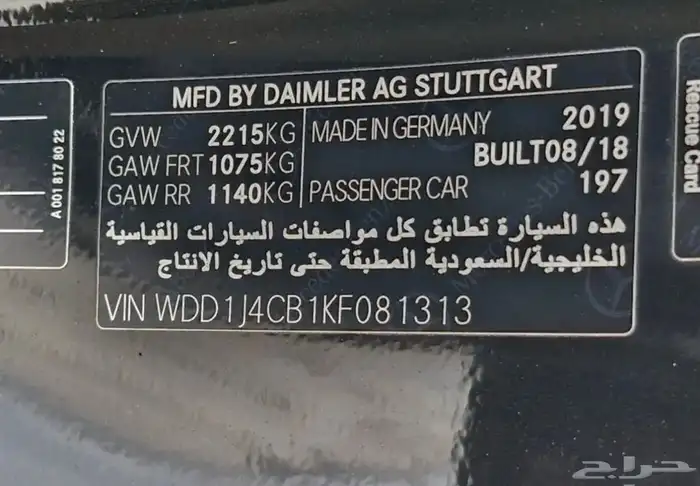 MFD BY DAIMLER AG STUTTGART
GVW 2215KG MADE IN GERMANY 2019
GAW FRT 1075KG BUILT08/18
GAW RR 1140KG PASSENGER CAR 197
هذه السيارة تطابق كل مواصفات السيارات القياسية
الخليجية/السعودية المطبقة حتى تاريخ الانتاج
VIN WDD1J4CB1KF081313
A 001 817 80 22
Rescue Card
حراج